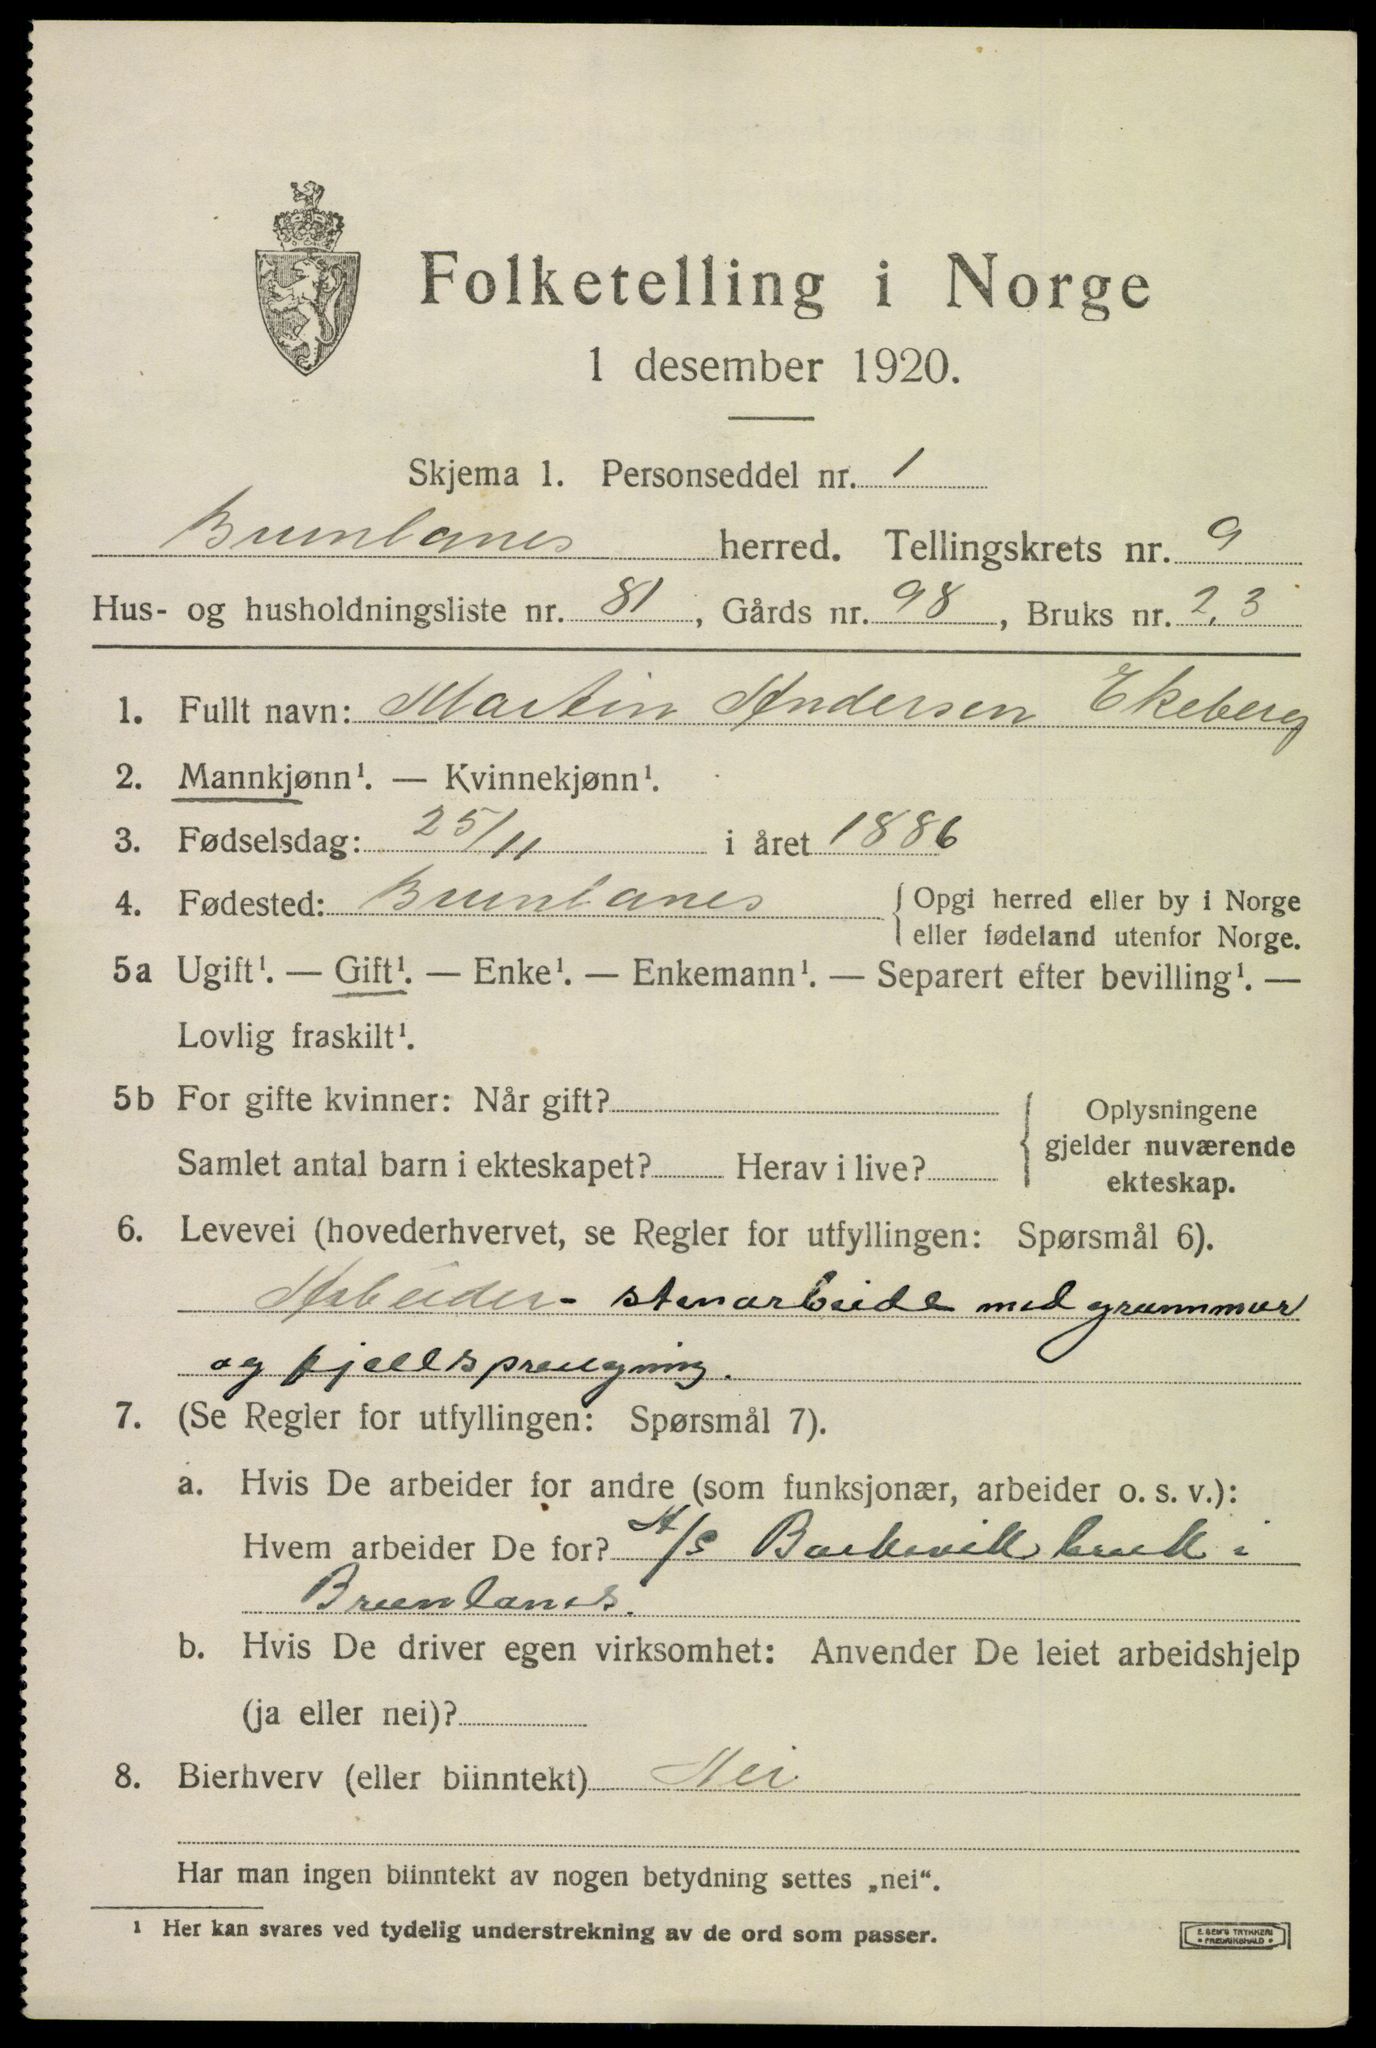 Folketelling i Norge
1 desember 1920.
Skjema 1. Personseddel nr. 1
Brunlanes herred. Tellingskrets nr. 9
Hus- og husholdningsliste nr. 81, Gårds nr. 98, Bruks nr. 2,3
1. Fullt navn: Martin Andersen Ekeberg
2. Mannkjønn¹. — Kvinnekjønn¹.
3. Fødselsdag: 25/11 i året 1886
4. Fødested: Brunlanes { Opgi herred eller by i Norge
eller fødeland utenfor Norge.
5a Ugift¹. — Gift¹. — Enke¹. — Enkemann¹. — Separert efter bevilling¹. —
Lovlig fraskilt¹.
5b For gifte kvinner: Når gift?
Samlet antal barn i ekteskapet? Herav i live?
{ Oplysningene
gjelder nuværende
ekteskap.
6. Levevei (hovederhvervet, se Regler for utfyllingen: Spørsmål 6).
Arbeider - stenarbeide med grunnmur
og fjellsprengning.
7. (Se Regler for utfyllingen: Spørsmål 7).
a. Hvis De arbeider for andre (som funksjonær, arbeider o. s. v.):
Hvem arbeider De for? A/S Barkevik bruk i
Brunlanes.
b. Hvis De driver egen virksomhet: Anvender De leiet arbeidshjelp
(ja eller nei)?
8. Bierhverv (eller biinntekt) Nei
Har man ingen biinntekt av nogen betydning settes „nei“.
¹ Her kan svares ved tydelig understrekning av de ord som passer.
E. SEM'S TRYKKERI
• FREDRIKSHALD •